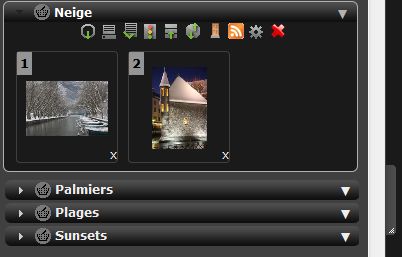 Neige
1
2
x
x
Palmiers
Plages
Sunsets